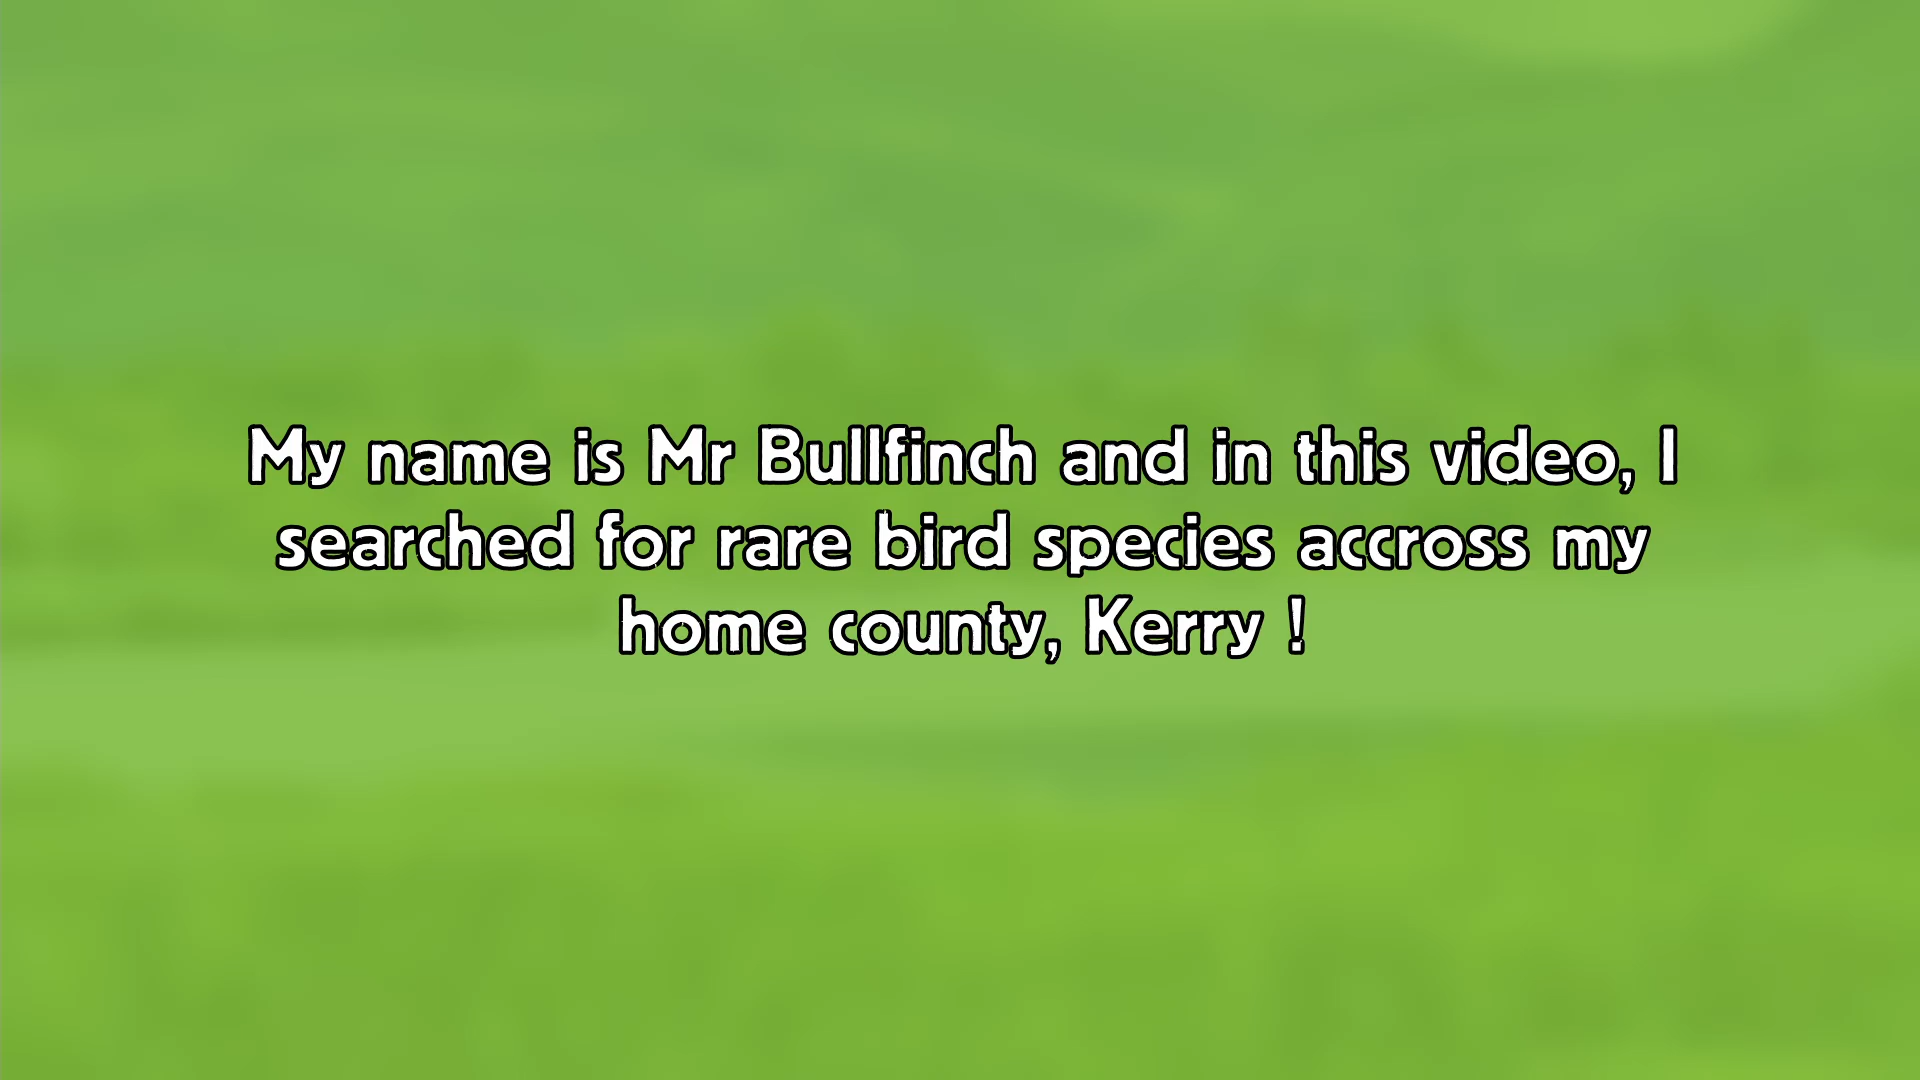 My name is Mr Bullfinch and in this video, I
searched for rare bird species accross my
home county, Kerry !